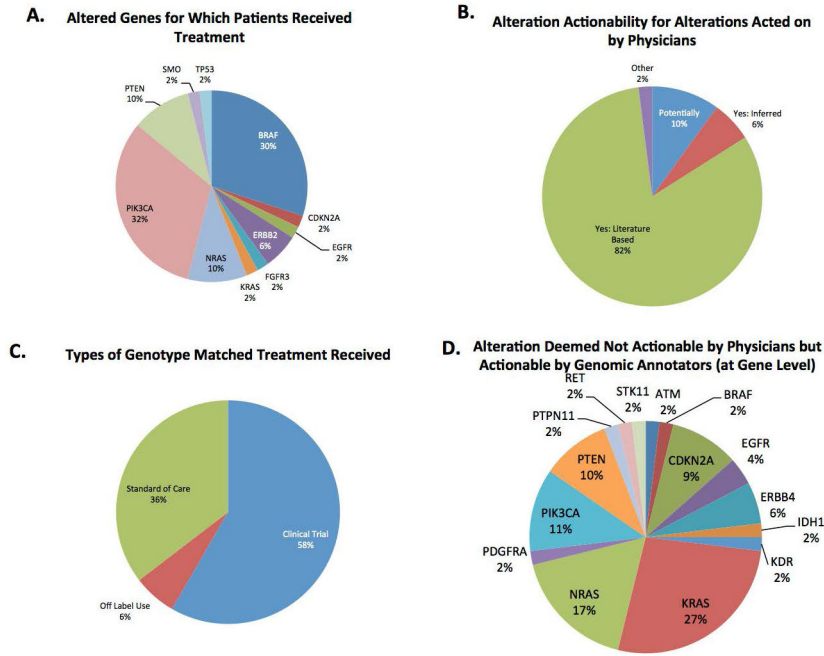 A. Altered Genes for Which Patients Received
Treatment
SMO
2%
TP53
2%
PTEN
10%
BRAF
30%
PIK3CA
32%
CDKN2A
2%
ERBB2
6%
EGFR
2%
NRAS
10%
FGFR3
2%
KRAS
2%
B. Alteration Actionability for Alterations Acted on
by Physicians
Other
2%
Potentially
10%
Yes: Inferred
6%
Yes: Literature
Based
82%
C. Types of Genotype Matched Treatment Received
Standard of Care
36%
Clinical Trial
58%
Off Label Use
6%
D. Alteration Deemed Not Actionable by Physicians but
Actionable by Genomic Annotators (at Gene Level)
RET
2%
STK11
2%
ATM
2%
BRAF
2%
PTPN11
2%
CDKN2A
9%
EGFR
4%
PTEN
10%
ERBB4
6%
PIK3CA
11%
IDH1
2%
PDGFRA
2%
KDR
2%
NRAS
17%
KRAS
27%